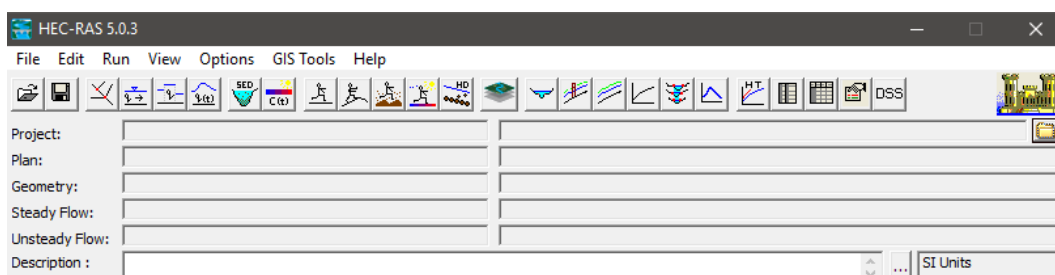 HEC-RAS 5.0.3
File Edit Run View Options GIS Tools Help
SED C(t) HD HT DSS
Project:
Plan:
Geometry:
Steady Flow:
Unsteady Flow:
Description : ... SI Units